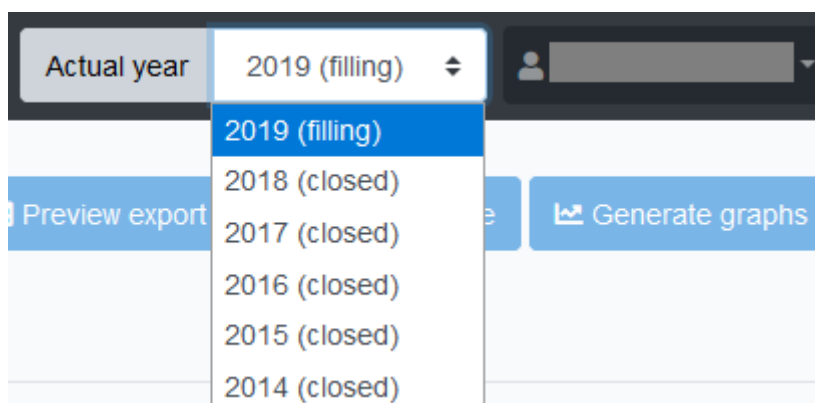 Actual year 2019 (filling)
2019 (filling)
2018 (closed)
Preview export Generate graphs
2017 (closed)
2016 (closed)
2015 (closed)
2014 (closed)